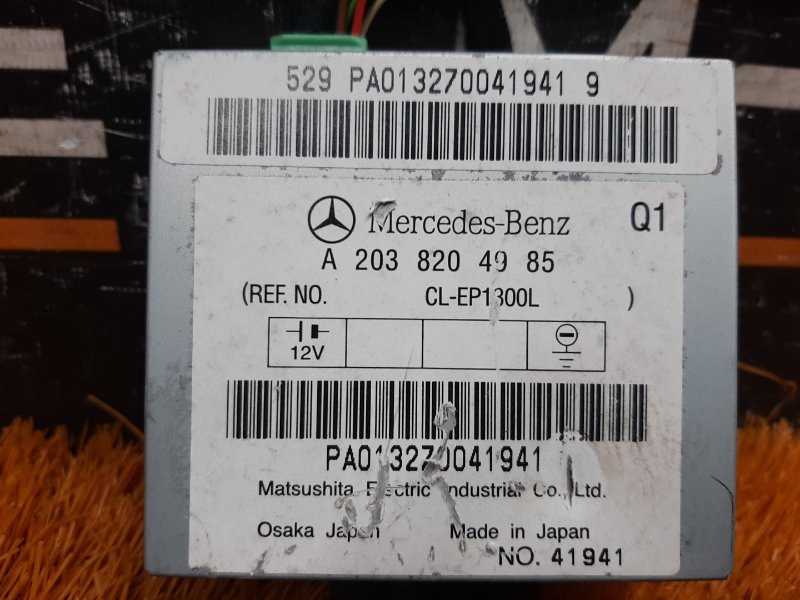 529 PA013270041941 9
Mercedes-Benz Q1
A 203 820 49 85
(REF. NO. CL-EP1300L )
12V
PA013270041941
Matsushita Electric Industrial Co., Ltd.
Osaka Japan Made in Japan
NO. 41941